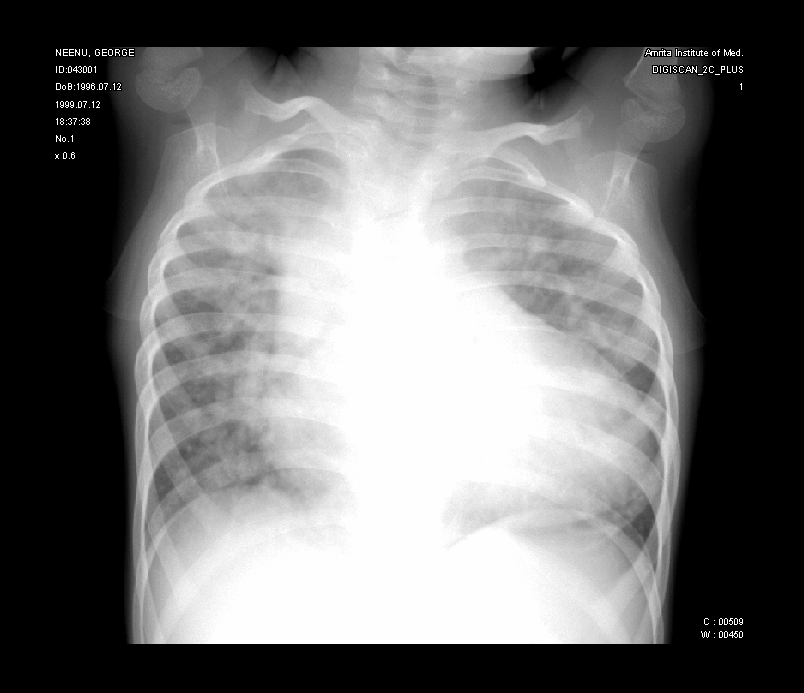 NEENU, GEORGE
ID:043001
DoB:1996.07.12
1999.07.12
18:37:38
No.1
x 0.6
Amrita Institute of Med.
DIGISCAN_2C_PLUS
1
C : 00509
W : 00450